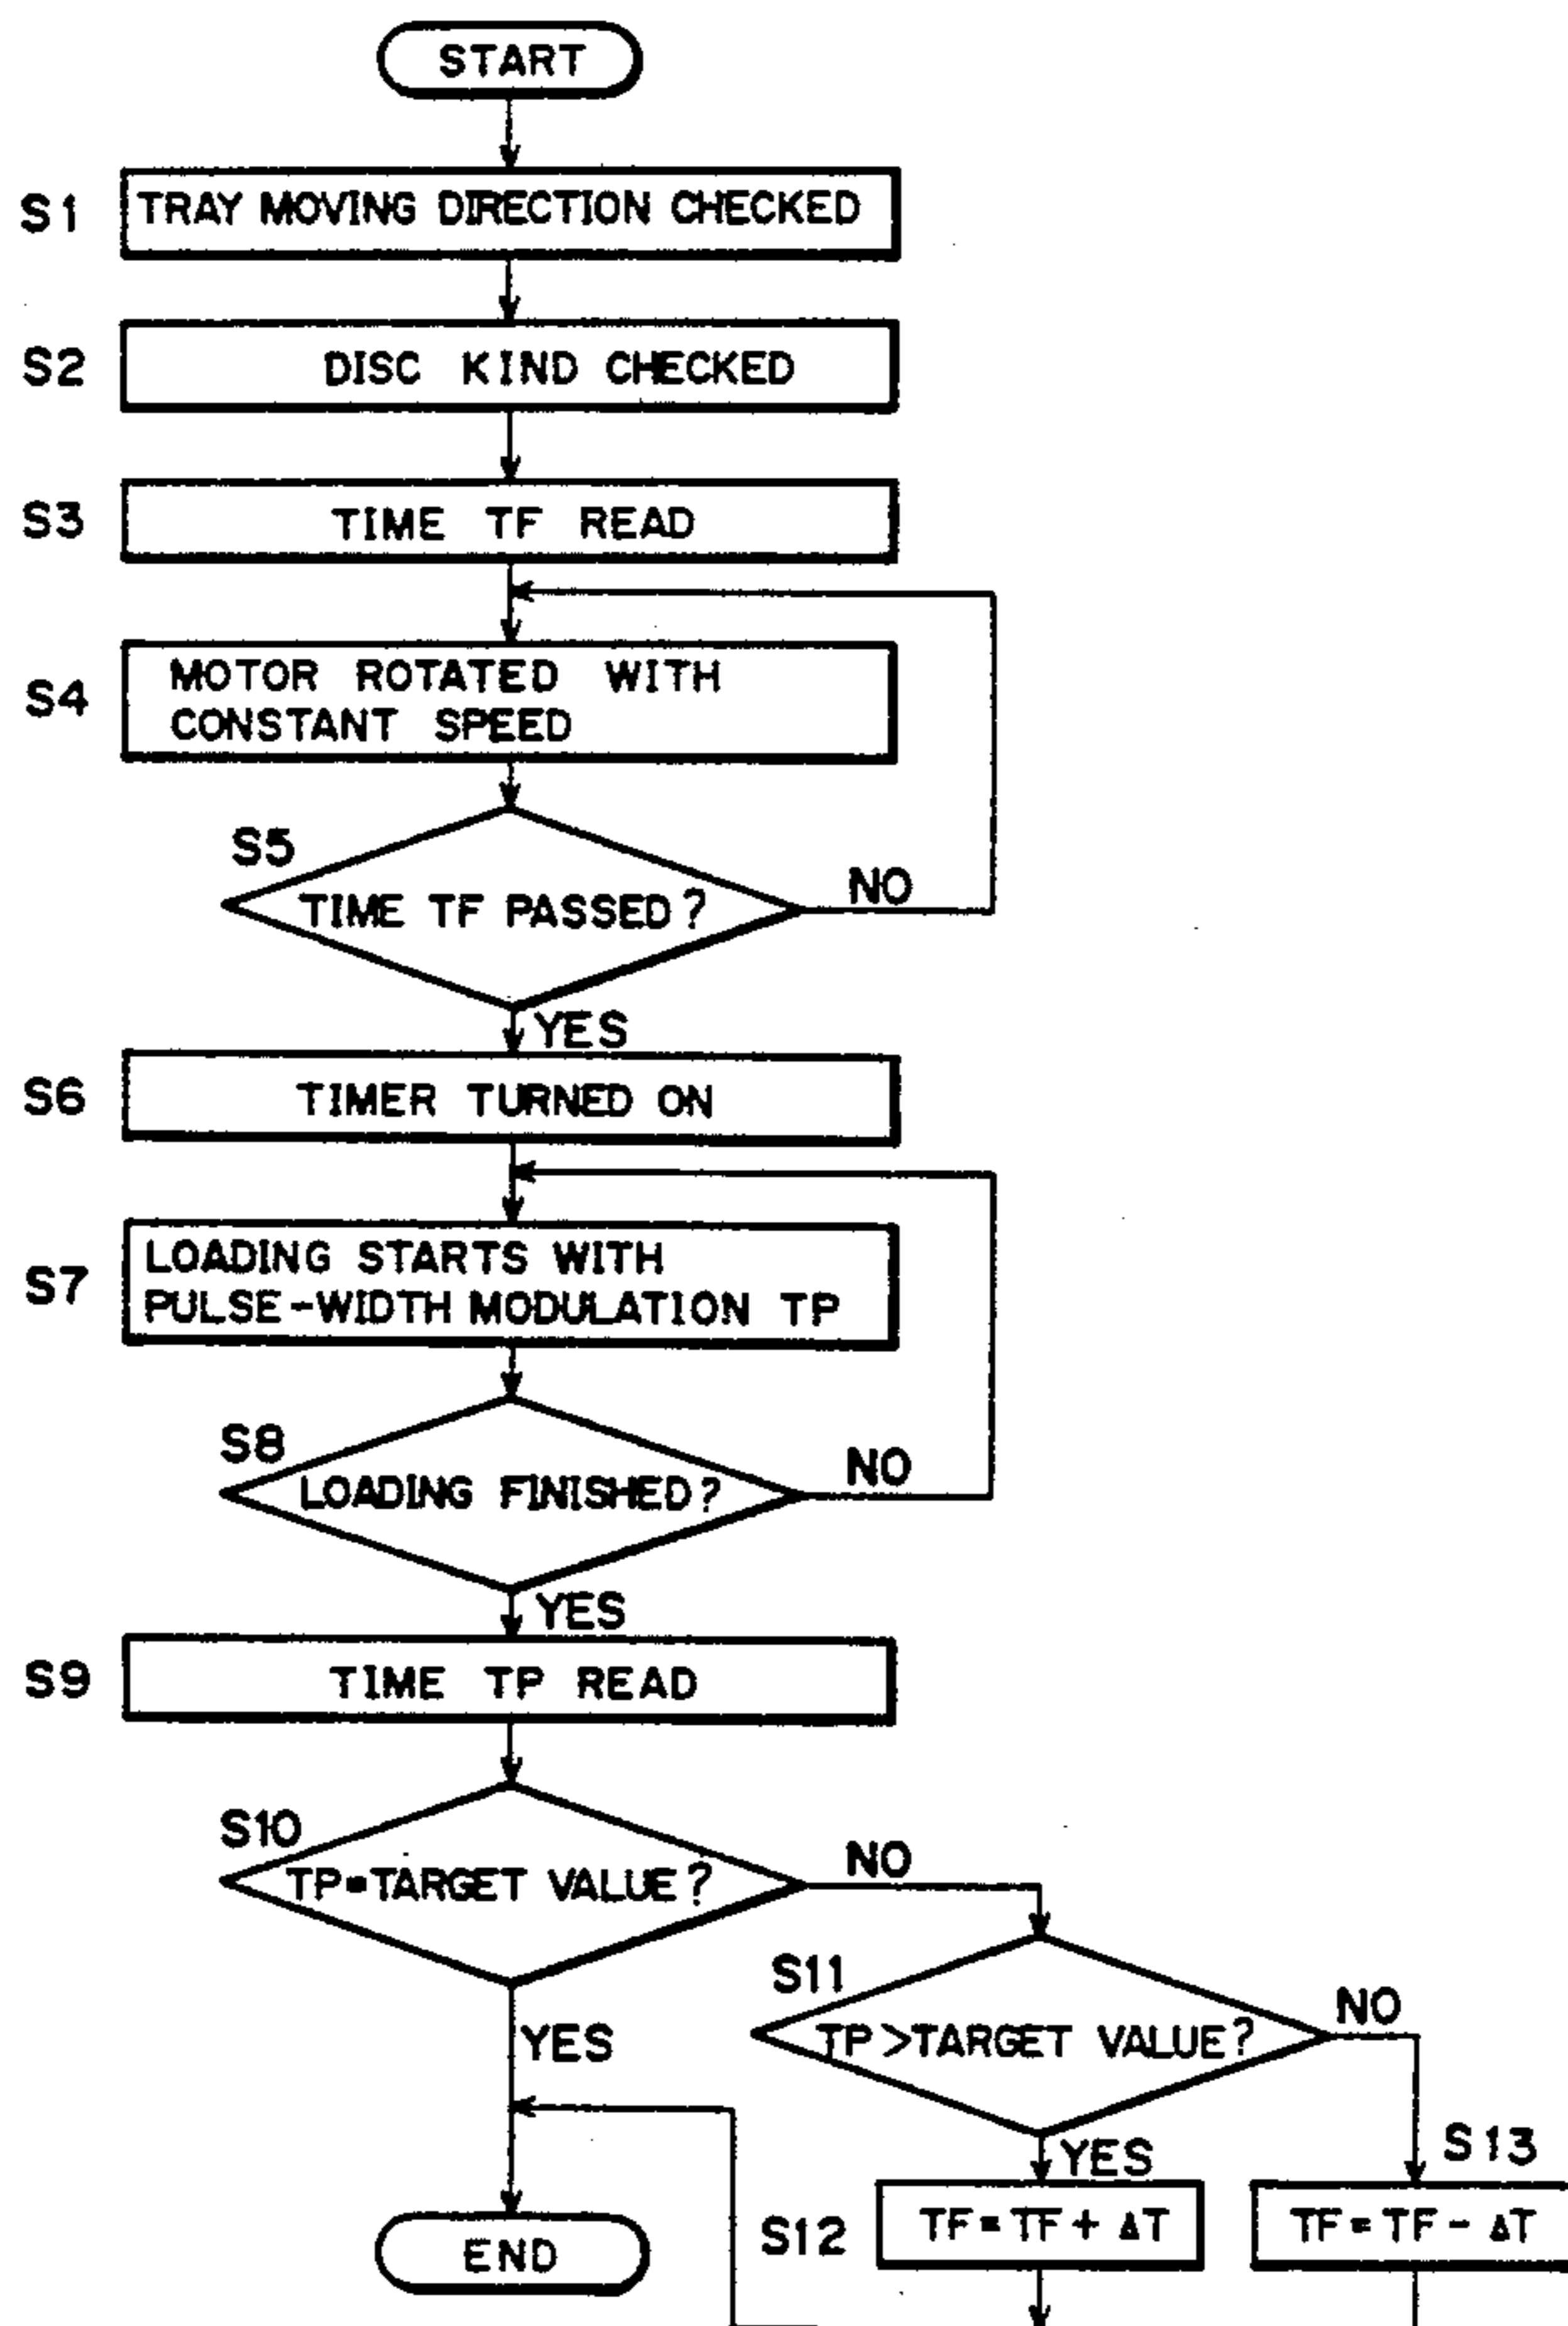 START
S1
TRAY MOVING DIRECTION CHECKED
S2
DISC KIND CHECKED
S3
TIME TF READ
S4
MOTOR ROTATED WITH
CONSTANT SPEED
S5
TIME TF PASSED?
NO
YES
S6
TIMER TURNED ON
S7
LOADING STARTS WITH
PULSE-WIDTH MODULATION TP
S8
LOADING FINISHED?
NO
YES
S9
TIME TP READ
S10
TP=TARGET VALUE?
NO
YES
S11
TP>TARGET VALUE?
NO
YES
S13
S12
TF=TF+ΔT
TF=TF-ΔT
END